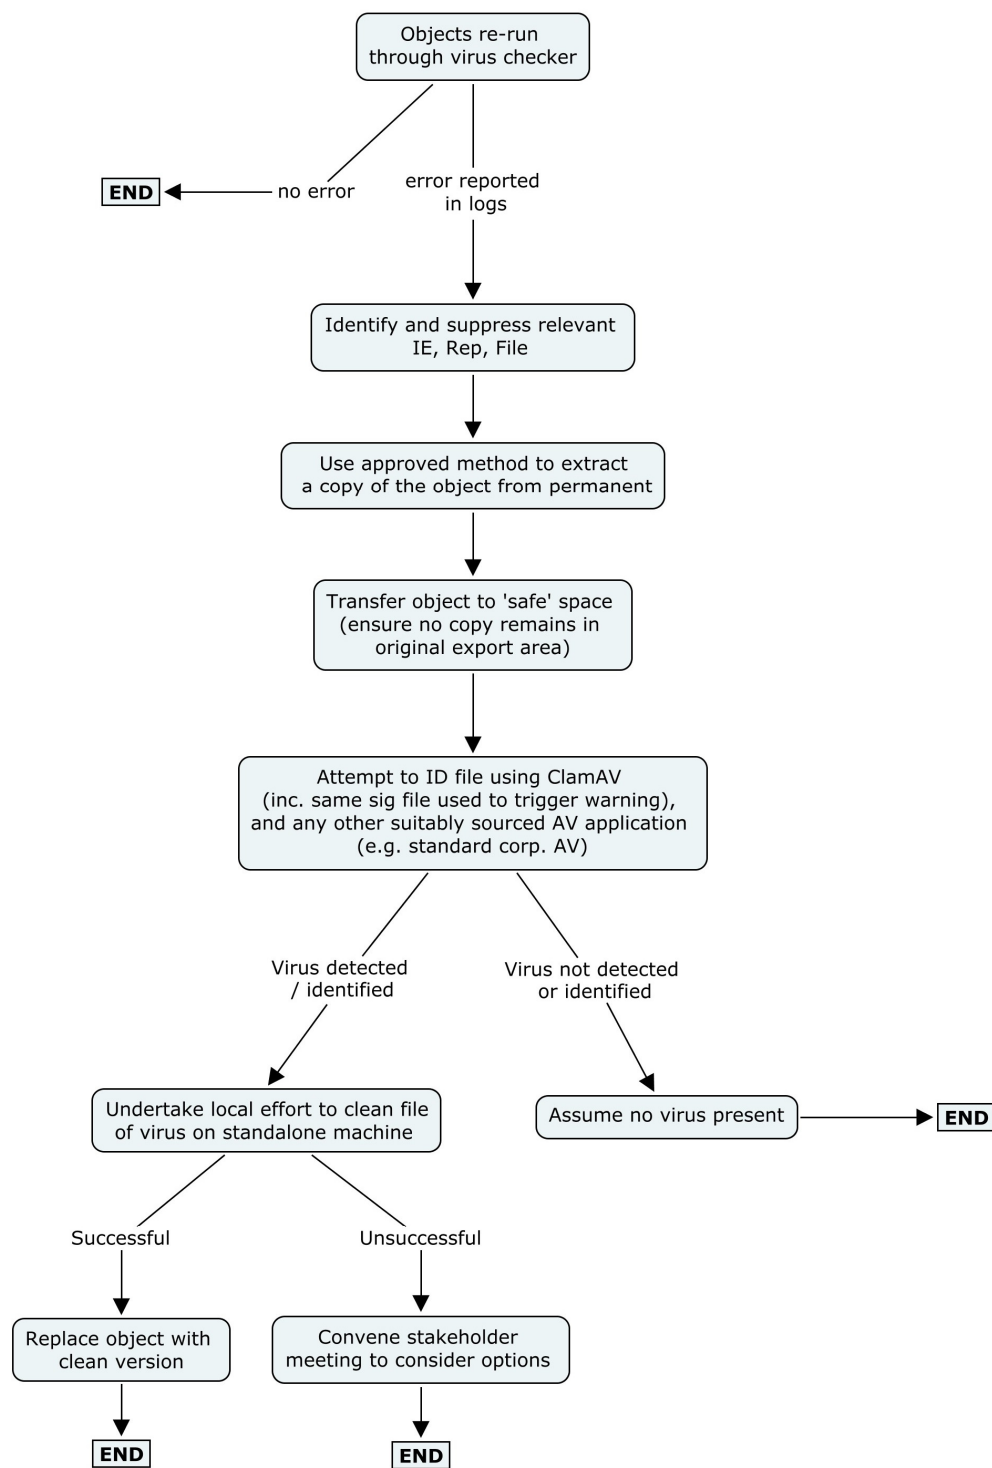 Objects re-run
through virus checker
no error
END
error reported
in logs
Identify and suppress relevant
IE, Rep, File
Use approved method to extract
a copy of the object from permanent
Transfer object to 'safe' space
(ensure no copy remains in
original export area)
Attempt to ID file using ClamAV
(inc. same sig file used to trigger warning),
and any other suitably sourced AV application
(e.g. standard corp. AV)
Virus detected
/ identified
Virus not detected
or identified
Undertake local effort to clean file
of virus on standalone machine
Assume no virus present
END
Successful
Unsuccessful
Replace object with
clean version
Convene stakeholder
meeting to consider options
END
END